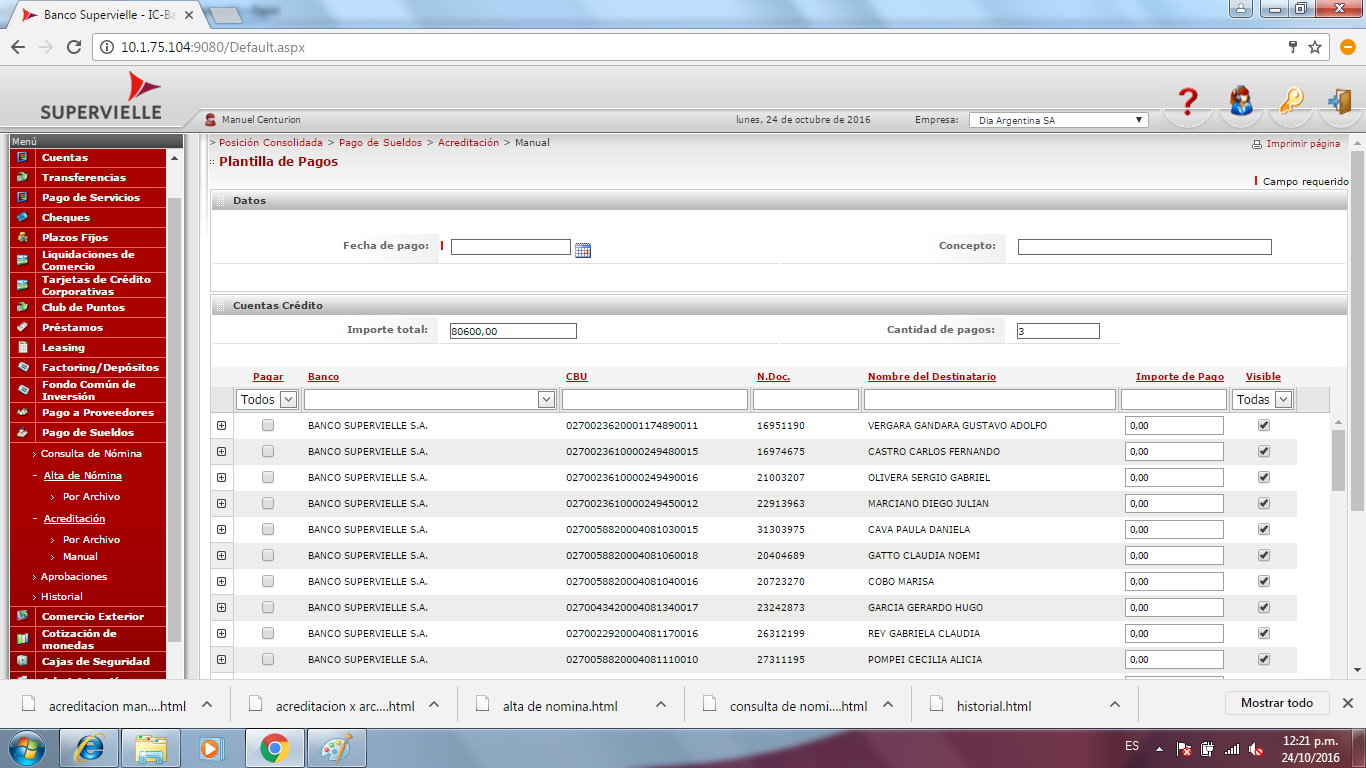 Banco Supervielle - IC-Ba
10.1.75.104:9080/Default.aspx
SUPERVIELLE
Manuel Centurion
lunes, 24 de octubre de 2016
Empresa:
Dia Argentina SA
Menú
Cuentas
Transferencias
Pago de Servicios
Cheques
Plazos Fijos
Liquidaciones de
Comercio
Tarjetas de Crédito
Corporativas
Club de Puntos
Préstamos
Leasing
Factoring/Depósitos
Fondo Común de
Inversión
Pago a Proveedores
Pago de Sueldos
Consulta de Nómina
Alta de Nómina
Por Archivo
Acreditación
Por Archivo
Manual
Aprobaciones
Historial
Comercio Exterior
Cotización de
monedas
Cajas de Seguridad
> Posición Consolidada > Pago de Sueldos > Acreditación > Manual
Imprimir página
Plantilla de Pagos
Campo requerido
Datos
Fecha de pago:
Concepto:
Cuentas Crédito
Importe total: 80600,00
Cantidad de pagos: 3
Pagar Banco CBU N.Doc. Nombre del Destinatario Importe de Pago Visible
Todos Todas
BANCO SUPERVIELLE S.A. 0270023620001174890011 16951190 VERGARA GANDARA GUSTAVO ADOLFO 0,00
BANCO SUPERVIELLE S.A. 0270023610000249480015 16974675 CASTRO CARLOS FERNANDO 0,00
BANCO SUPERVIELLE S.A. 0270023610000249490016 21003207 OLIVERA SERGIO GABRIEL 0,00
BANCO SUPERVIELLE S.A. 0270023610000249450012 22913963 MARCIANO DIEGO JULIAN 0,00
BANCO SUPERVIELLE S.A. 0270058820004081030015 31303975 CAVA PAULA DANIELA 0,00
BANCO SUPERVIELLE S.A. 0270058820004081060018 20404689 GATTO CLAUDIA NOEMI 0,00
BANCO SUPERVIELLE S.A. 0270058820004081040016 20723270 COBO MARISA 0,00
BANCO SUPERVIELLE S.A. 0270043420004081340017 23242873 GARCIA GERARDO HUGO 0,00
BANCO SUPERVIELLE S.A. 0270022920004081170016 26312199 REY GABRIELA CLAUDIA 0,00
BANCO SUPERVIELLE S.A. 0270058820004081110010 27311195 POMPEI CECILIA ALICIA 0,00
acreditacion man....html
acreditacion x arc....html
alta de nomina.html
consulta de nomi....html
historial.html
Mostrar todo
ES
12:21 p.m.
24/10/2016